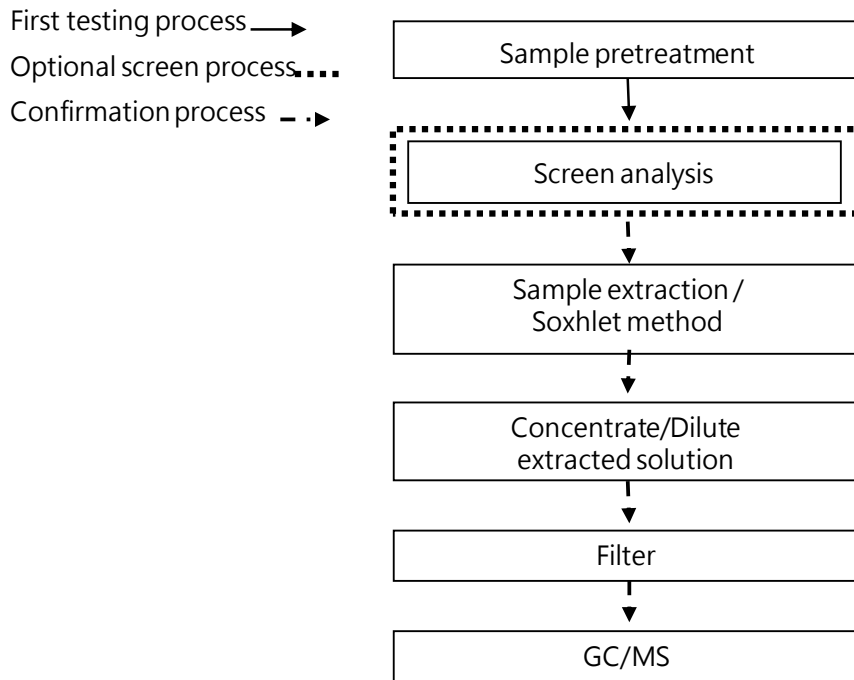 First testing process
Optional screen process
Confirmation process
Sample pretreatment
Screen analysis
Sample extraction /
Soxhlet method
Concentrate/Dilute
extracted solution
Filter
GC/MS